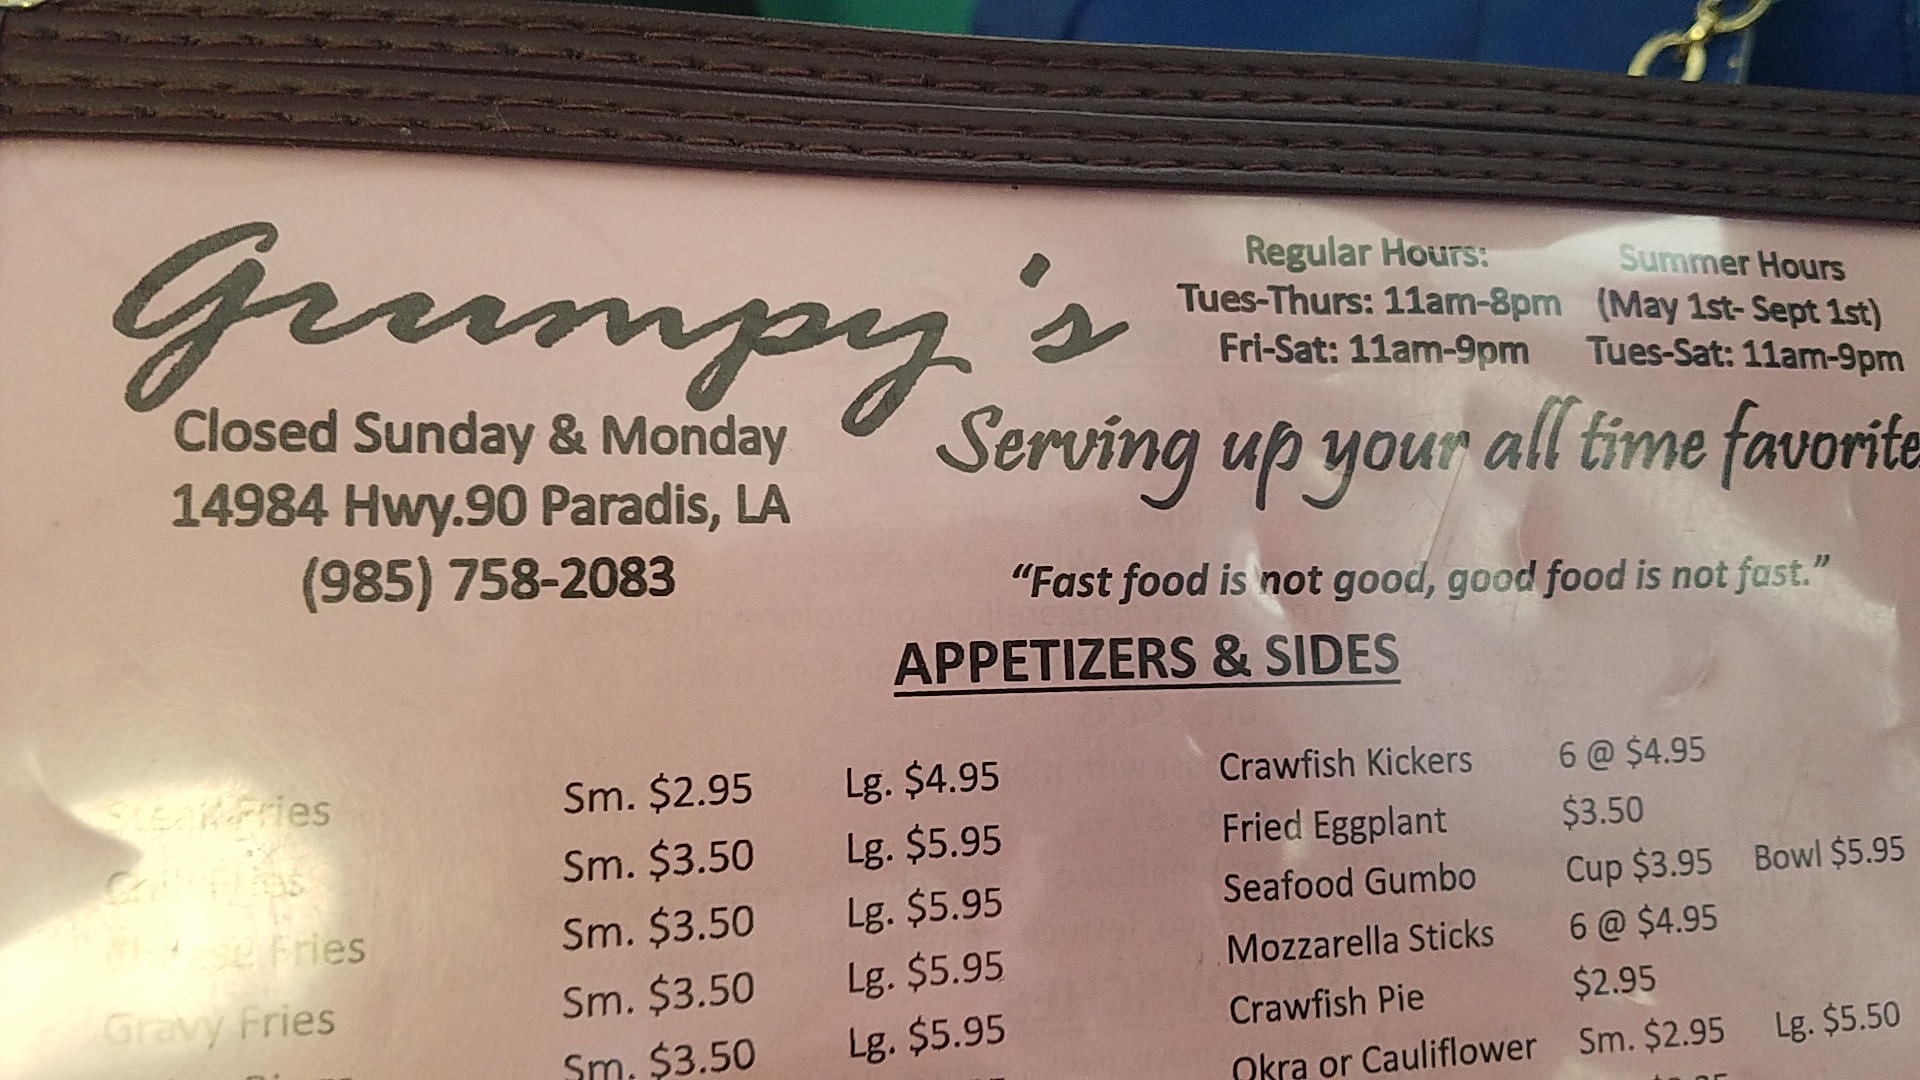 Grumpy's
Closed Sunday & Monday
14984 Hwy.90 Paradis, LA
(985) 758-2083
Regular Hours:
Tues-Thurs: 11am-8pm
Fri-Sat: 11am-9pm
Summer Hours
(May 1st- Sept 1st)
Tues-Sat: 11am-9pm
Serving up your all time favorite
“Fast food is not good, good food is not fast.”
APPETIZERS & SIDES
Steak Fries Sm. $2.95 Lg. $4.95
Fries Sm. $3.50 Lg. $5.95
Cheese Fries Sm. $3.50 Lg. $5.95
Gravy Fries Sm. $3.50 Lg. $5.95
Sm. $3.50 Lg. $5.95
Crawfish Kickers 6 @ $4.95
Fried Eggplant $3.50
Seafood Gumbo Cup $3.95 Bowl $5.95
Mozzarella Sticks 6 @ $4.95
Crawfish Pie $2.95
Okra or Cauliflower Sm. $2.95 Lg. $5.50